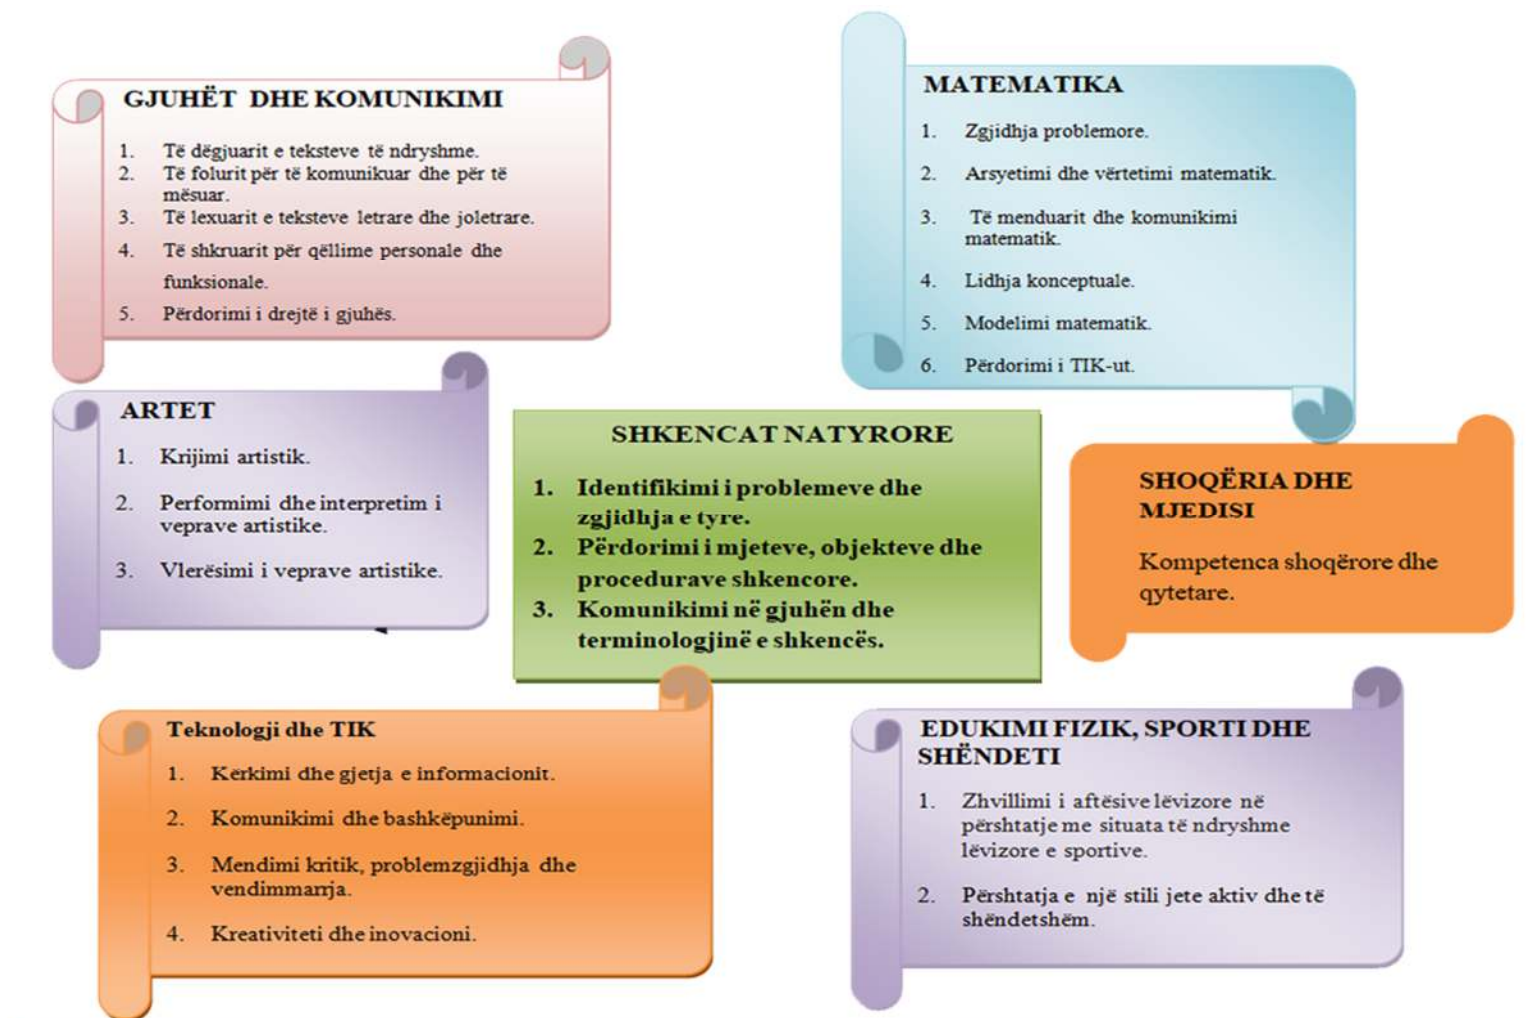 GJUHËT DHE KOMUNIKIMI
1. Të dëgjuarit e teksteve të ndryshme.
2. Të folurit për të komunikuar dhe për të
mësuar.
3. Të lexuarit e teksteve letrare dhe joletrare.
4. Të shkruarit për qëllime personale dhe
funksionale.
5. Përdorimi i drejtë i gjuhës.
MATEMATIKA
1. Zgjidhja problemore.
2. Arsyetimi dhe vërtetimi matematik.
3. Të menduarit dhe komunikimi
matematik.
4. Lidhja konceptuale.
5. Modelimi matematik.
6. Përdorimi i TIK-ut.
ARTET
1. Krijimi artistik.
2. Performimi dhe interpretim i
veprave artistike.
3. Vlerësimi i veprave artistike.
SHKENCAT NATYRORE
1. Identifikimi i problemeve dhe
zgjidhja e tyre.
2. Përdorimi i mjeteve, objekteve dhe
procedurave shkencore.
3. Komunikimi në gjuhën dhe
terminologjinë e shkencës.
SHOQËRIA DHE
MJEDISI
Kompetenca shoqërore dhe
qytetare.
Teknologji dhe TIK
1. Kërkimi dhe gjetja e informacionit.
2. Komunikimi dhe bashkëpunimi.
3. Mendimi kritik, problemzgjidhja dhe
vendimmarrja.
4. Kreativiteti dhe inovacioni.
EDUKIMI FIZIK, SPORTI DHE
SHËNDETI
1. Zhvillimi i aftësive lëvizore në
përshtatje me situata të ndryshme
lëvizore e sportive.
2. Përshtatja e një stili jete aktiv dhe të
shëndetshëm.